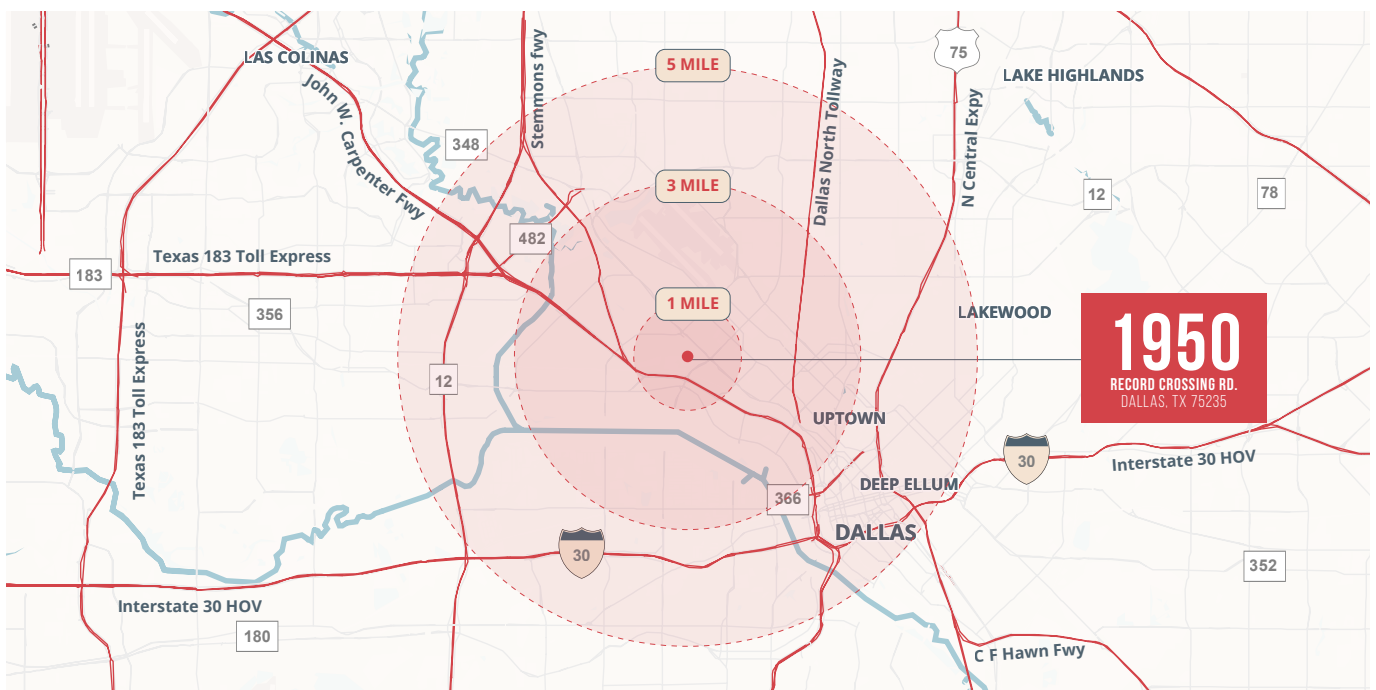 LAS COLINAS
John W. Carpenter Fwy
348
Stemmons fwy
5 MILE
Dallas North Tollway
75
N Central Expy
LAKE HIGHLANDS
12
78
3 MILE
482
Texas 183 Toll Express
183
356
1 MILE
LAKEWOOD
1950
RECORD CROSSING RD.
DALLAS, TX 75235
Texas 183 Toll Express
12
UPTOWN
30
Interstate 30 HOV
DEEP ELLUM
366
DALLAS
30
352
Interstate 30 HOV
180
C F Hawn Fwy